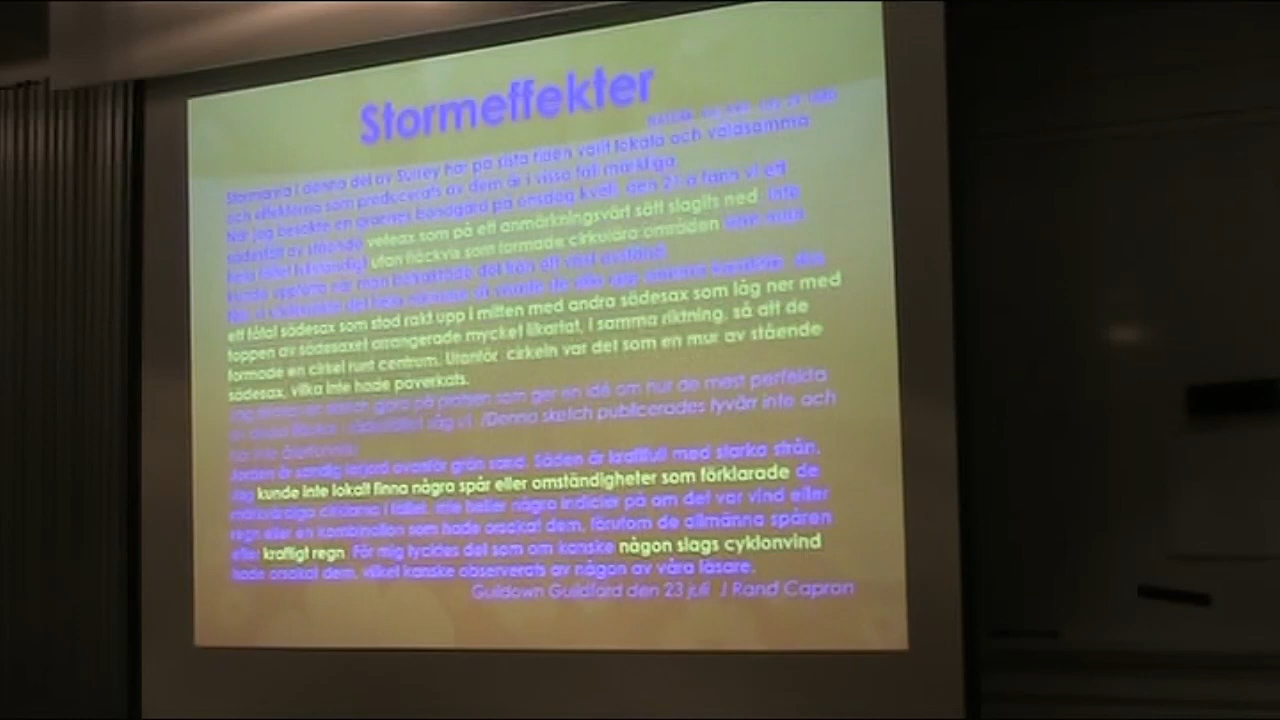 Stormeffekter
Stormarna i denna del av Surrey har på sista tiden varit lokala och våldsamma
och effekterna som producerats av dem är i vissa fall märkliga.
När jag besökte en grannes bondgård på onsdag kväll, den 21-a fann vi ett
sädesfält av stående veteax som på ett anmärkningsvärt sätt slagits ned. Inte
hela fältet fullständigt utan fläckvis som formade cirkulära områden
kunde uppfatta när man betraktade det från ett visst avstånd.
ett fåtal sädesax som stod rakt upp i mitten med andra sädesax som låg ner med
toppen av sädesaxet arrangerade mycket likartat, i samma riktning, så att de
formade en cirkel runt centrum. Utanför cirkeln var det som en mur av stående
sädesax, vilka inte hade påverkats.
som ger en idé om hur de mest perfekta
såg ut. /Denna sketch publicerades tyvärr inte och
har inte återfunnits/
Jorden är sandig lerjord ovanför grön sand. Säden är kraftfull med starka strån.
Jag kunde inte lokalt finna några spår eller omständigheter som förklarade de
märkvärdiga cirklarna i fältet, inte heller några indicier på om det var vind eller
regn eller en kombination som hade orsakat dem, förutom de allmänna spåren
efter kraftigt regn. För mig tycktes det som om kanske någon slags cyklonvind
hade orsakat dem, vilket kanske observerats av någon av våra läsare.
Guildown Guildford den 23 juli J Rand Capron